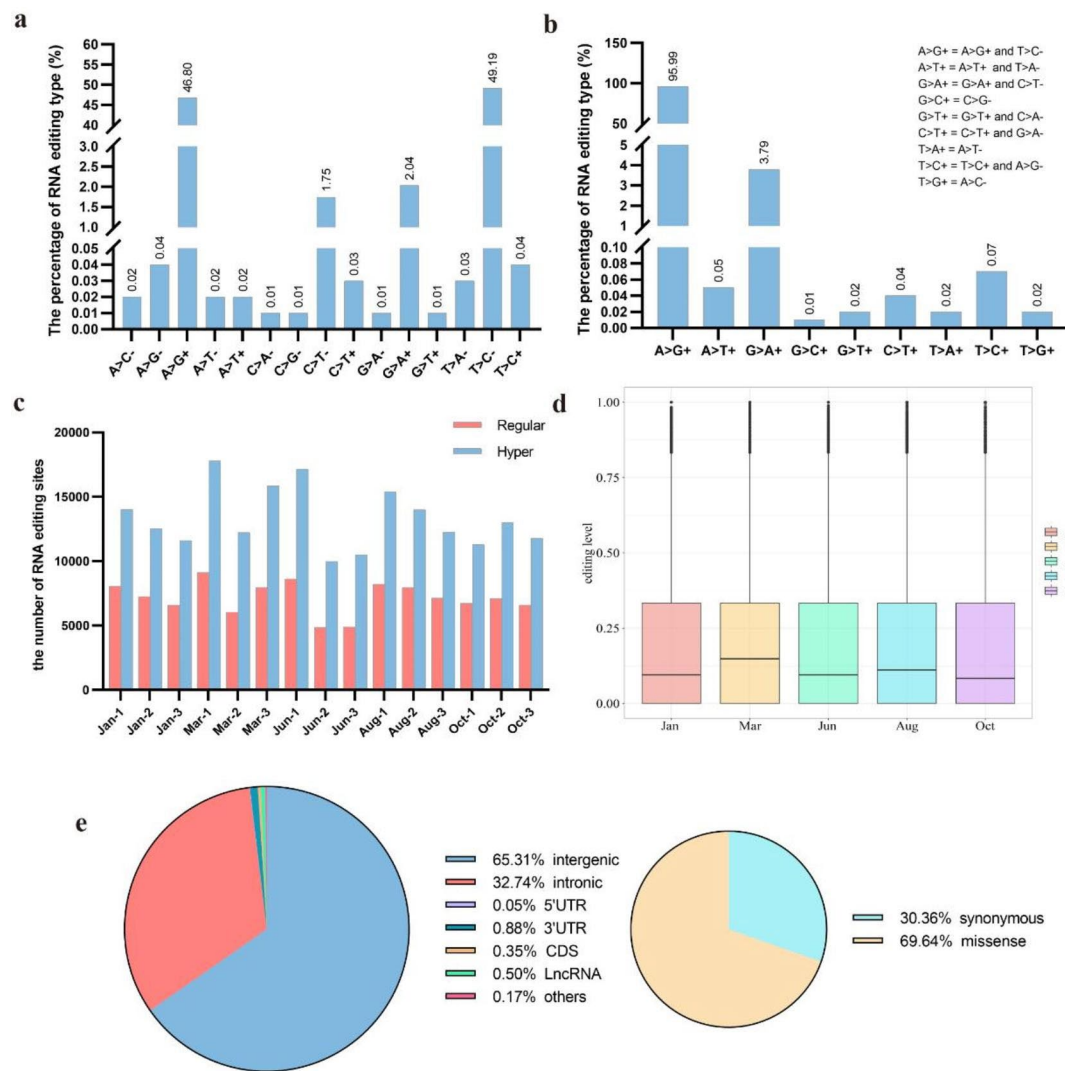 a
The percentage of RNA editing type (%)
60
55
50
45
40
3.0
2.5
2.0
1.5
1.0
0.05
0.04
0.03
0.02
0.01
0.00
0.02
0.04
46.80
0.02
0.02
0.01
0.01
1.75
0.03
0.01
2.04
0.01
0.03
49.19
0.04
A>C-
A>G-
A>G+
A>T-
A>T+
C>A-
C>G-
C>T-
C>T+
G>A-
G>A+
G>T+
T>A-
T>C-
T>C+
b
The percentage of RNA editing type (%)
150
100
50
6
5
4
3
2
1
0.10
0.08
0.06
0.04
0.02
0.00
95.99
0.05
3.79
0.01
0.02
0.04
0.02
0.07
0.02
A>G+
A>T+
G>A+
G>C+
G>T+
C>T+
T>A+
T>C+
T>G+
A>G+ = A>G+ and T>C-
A>T+ = A>T+ and T>A-
G>A+ = G>A+ and C>T-
G>C+ = C>G-
G>T+ = G>T+ and C>A-
C>T+ = C>T+ and G>A-
T>A+ = A>T-
T>C+ = T>C+ and A>G-
T>G+ = A>C-
c
the number of RNA editing sites
20000
15000
10000
5000
0
Regular
Hyper
Jan-1
Jan-2
Jan-3
Mar-1
Mar-2
Mar-3
Jun-1
Jun-2
Jun-3
Aug-1
Aug-2
Aug-3
Oct-1
Oct-2
Oct-3
d
editing level
1.00
0.75
0.50
0.25
0.00
Jan
Mar
Jun
Aug
Oct
e
65.31% intergenic
32.74% intronic
0.05% 5'UTR
0.88% 3'UTR
0.35% CDS
0.50% LncRNA
0.17% others
30.36% synonymous
69.64% missense